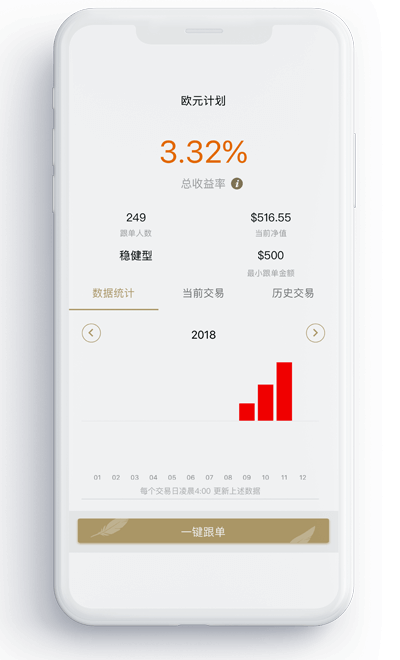 欧元计划
3.32%
总收益率 i
249 $516.55
跟单人数 当前净值
稳健型 $500
最小跟单金额
数据统计 当前交易 历史交易
2018
01 02 03 04 05 06 07 08 09 10 11 12
每个交易日凌晨4:00 更新上述数据
一键跟单